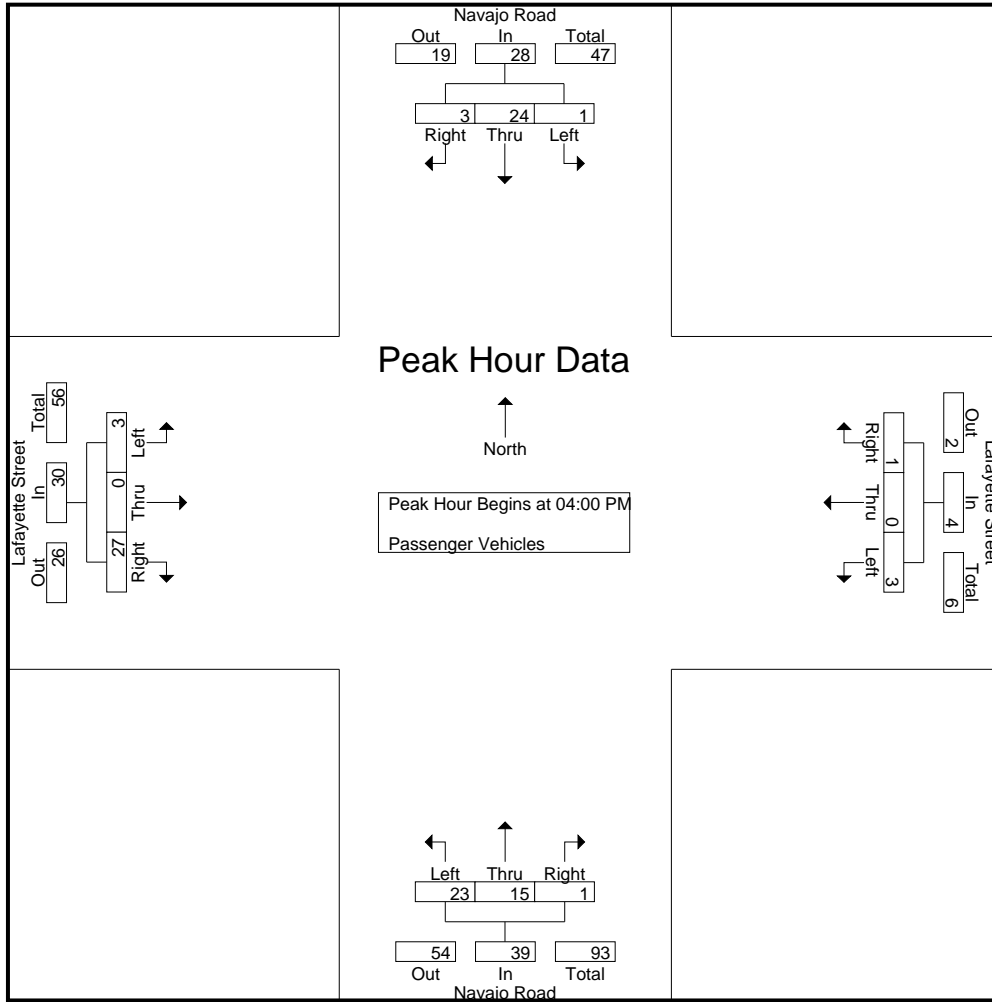 Navajo Road
Out In Total
19 28 47
3 24 1
Right Thru Left
Peak Hour Data
North
Peak Hour Begins at 04:00 PM
Passenger Vehicles
Lafayette Street
Out In Total
26 30 56
27 0 3
Right Thru Left
Lafayette Street
Out In Total
2 4 6
1 0 3
Right Thru Left
Left Thru Right
23 15 1
54 39 93
Out In Total
Navajo Road